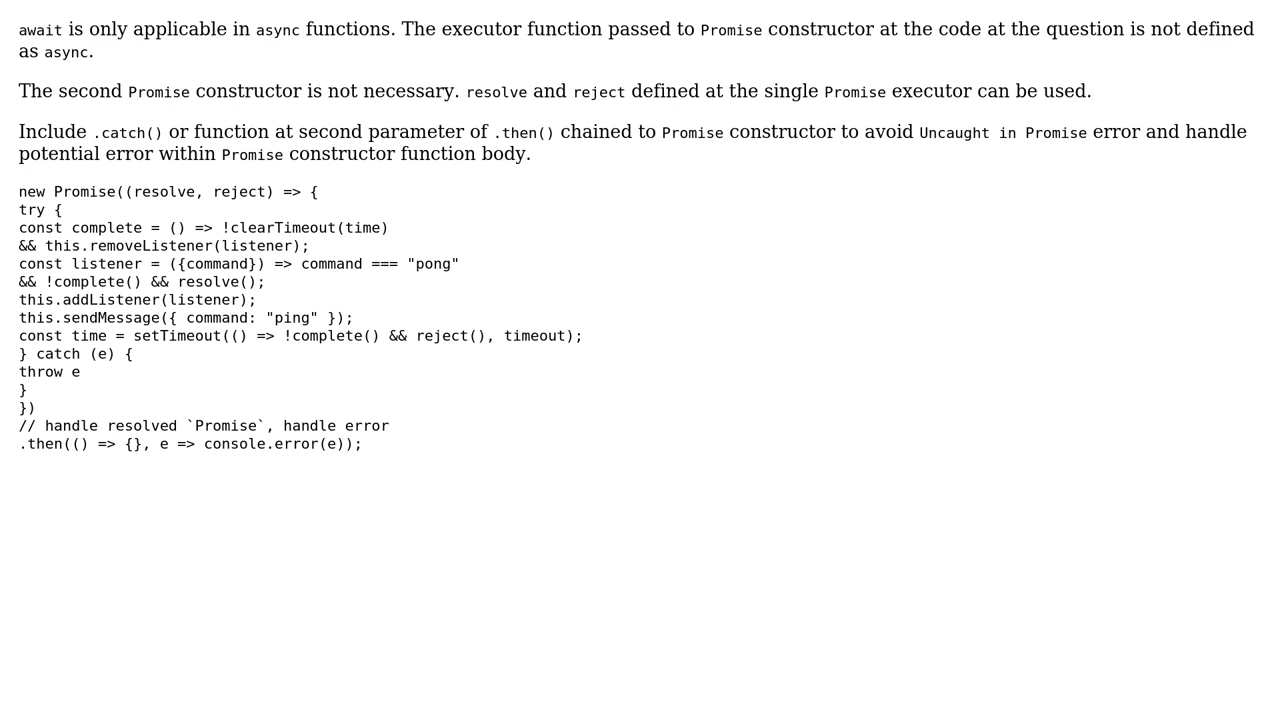 await is only applicable in async functions. The executor function passed to Promise constructor at the code at the question is not defined
as async.
The second Promise constructor is not necessary. resolve and reject defined at the single Promise executor can be used.
Include .catch() or function at second parameter of .then() chained to Promise constructor to avoid Uncaught in Promise error and handle
potential error within Promise constructor function body.
new Promise((resolve, reject) => {
try {
const complete = () => !clearTimeout(time)
&& this.removeListener(listener);
const listener = ({command}) => command === "pong"
&& !complete() && resolve();
this.addListener(listener);
this.sendMessage({ command: "ping" });
const time = setTimeout(() => !complete() && reject(), timeout);
} catch (e) {
throw e
}
})
// handle resolved `Promise`, handle error
.then(() => {}, e => console.error(e));